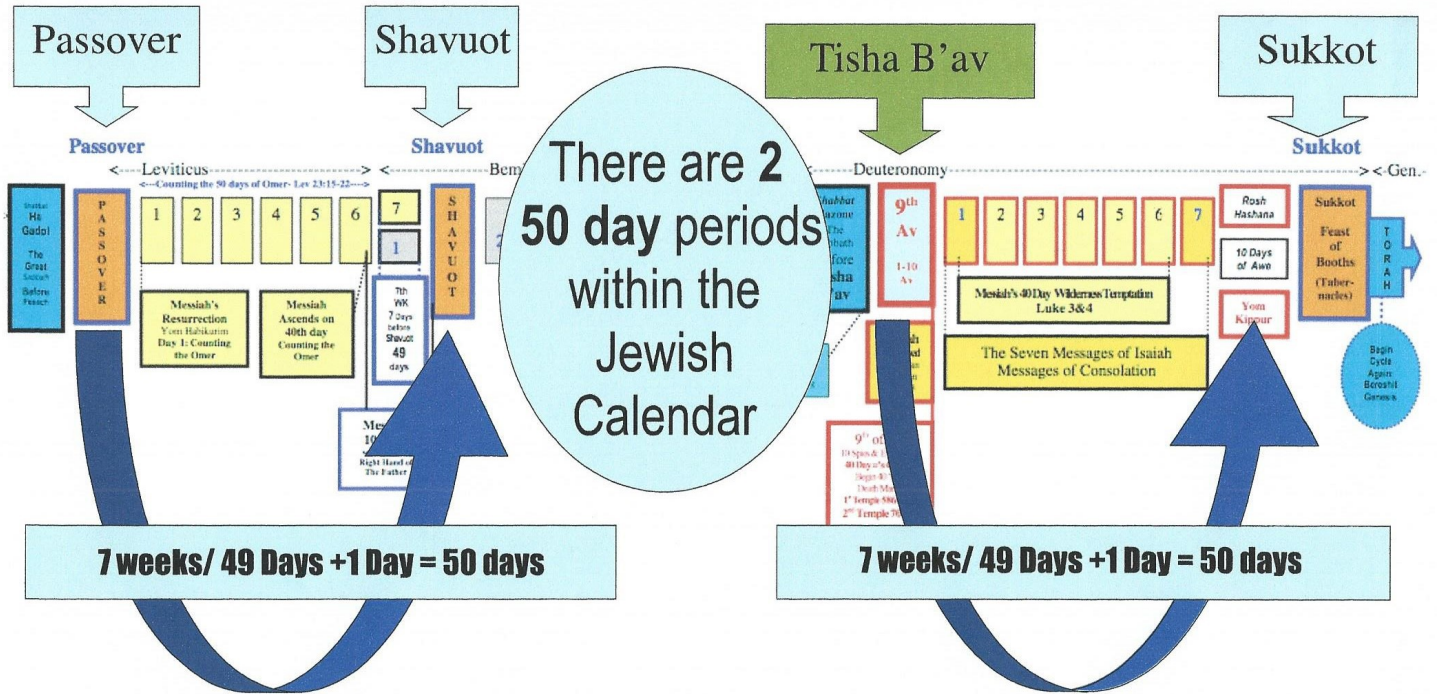 Passover
Shavuot
Tisha B'av
Sukkot
There are 2
50 day periods
within the
Jewish
Calendar
Passover
Shavuot
Sukkot
<----Leviticus---->
<---Counting the 50 days of Omer- Lev 23:15-22---->
Deuteronomy
Gen.-
Ha
Gadol
The
Great
Before
PASSOVER
1
2
3
4
5
6
7
1
SHAVUOT
Messiah's
Resurrection
Yom Habikurim
Day 1: Counting
the Omer
Messiah
Ascends on
40th day
Counting the
Omer
7th
WK
7 Days
before
Shavuot
49
days
Right Hand of
The Father
9th
Av
1-10
Av
1
2
3
4
5
6
7
Messiah's 40 Day Wilderness Temptation
Luke 3&4
The Seven Messages of Isaiah
Messages of Consolation
Rosh
Hashana
10 Days
of Awe
Yom
Kippur
Sukkot
Feast
of
Booths
(Taber-
nacles)
TORAH
Begin
Cycle
Again
Genesis
10 Spies &
1st Temple 586
2nd Temple 70
7 weeks/ 49 Days +1 Day = 50 days
7 weeks/ 49 Days +1 Day = 50 days